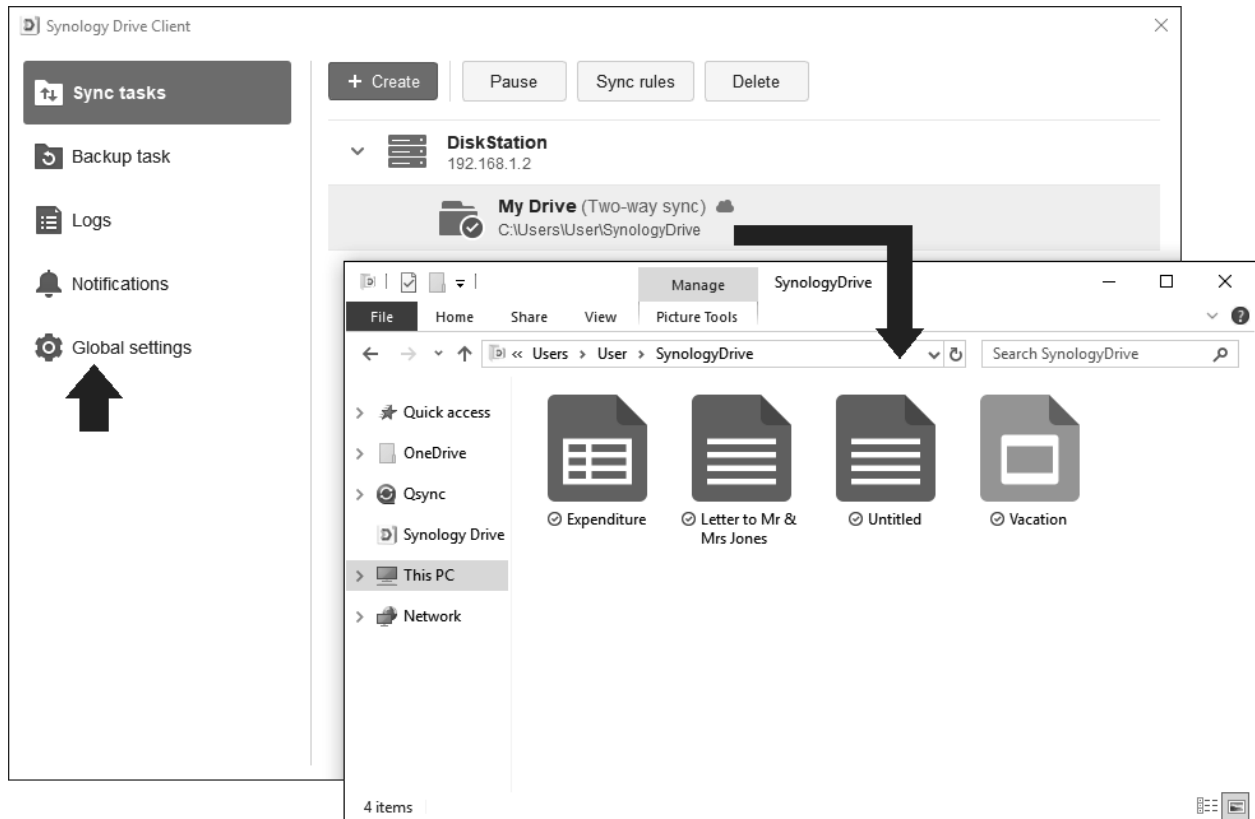 Synology Drive Client
Sync tasks
Backup task
Logs
Notifications
Global settings
+ Create
Pause
Sync rules
Delete
DiskStation
192.168.1.2
My Drive (Two-way sync)
C:\Users\User\SynologyDrive
Manage
SynologyDrive
File
Home
Share
View
Picture Tools
« Users › User › SynologyDrive
Search SynologyDrive
Quick access
OneDrive
Qsync
Synology Drive
This PC
Network
Expenditure
Letter to Mr &
Mrs Jones
Untitled
Vacation
4 items